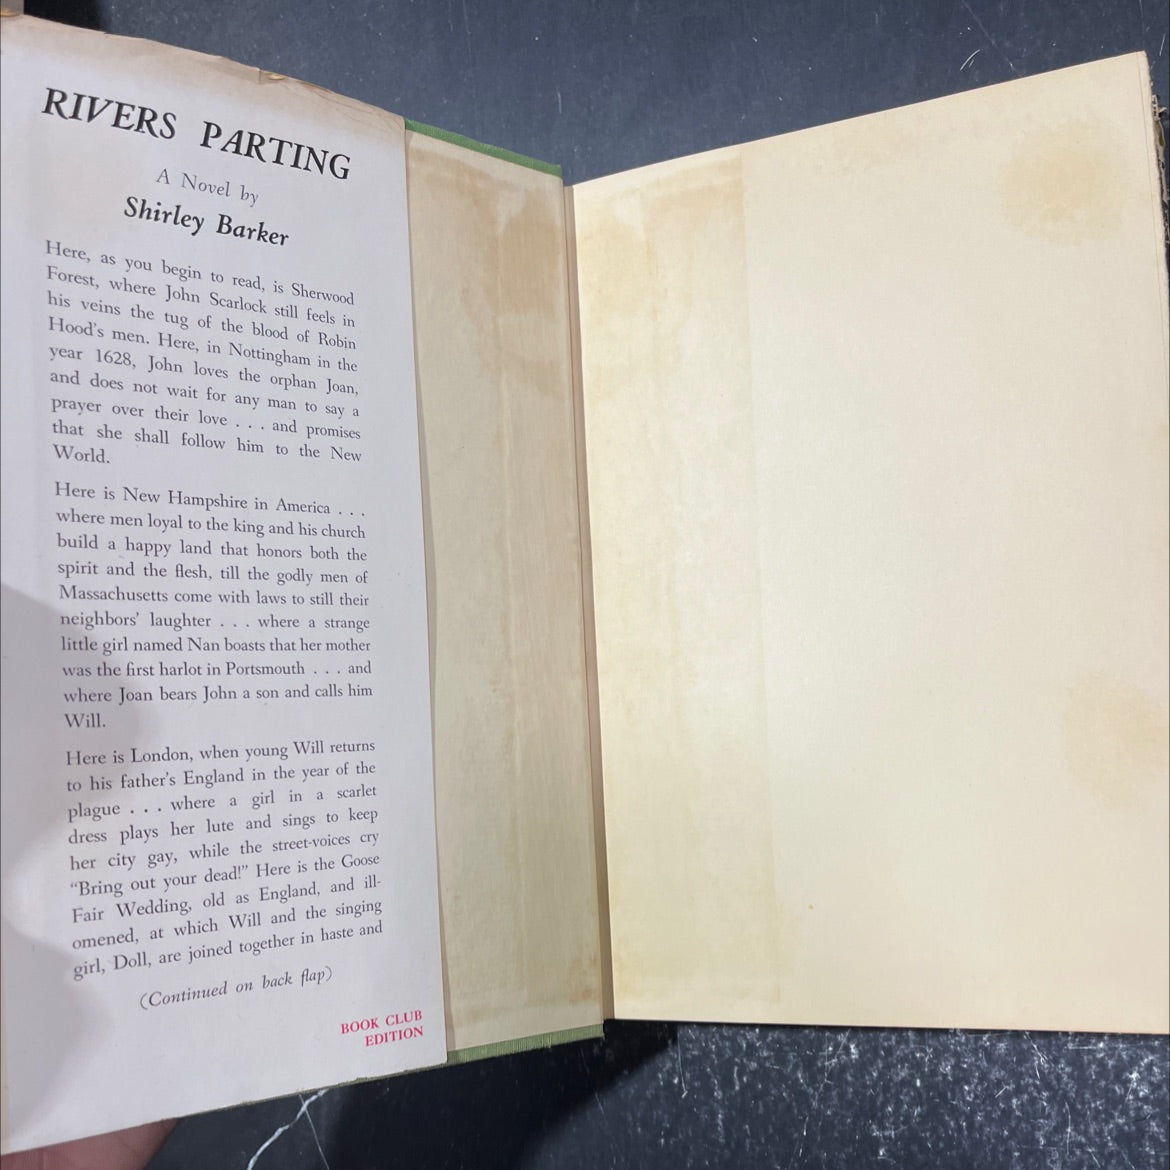 RIVERS PARTING
A Novel by
Shirley Barker
Here, as you begin to read, is Sherwood
Forest, where John Scarlock still feels in
his veins the tug of the blood of Robin
Hood's men. Here, in Nottingham in the
year 1628, John loves the orphan Joan,
and does not wait for any man to say a
prayer over their love . . . and promises
that she shall follow him to the New
World.
Here is New Hampshire in America . . .
where men loyal to the king and his church
build a happy land that honors both the
spirit and the flesh, till the godly men of
Massachusetts come with laws to still their
neighbors' laughter . . . where a strange
little girl named Nan boasts that her mother
was the first harlot in Portsmouth . . . and
where Joan bears John a son and calls him
Will.
Here is London, when young Will returns
to his father's England in the year of the
plague . . . where a girl in a scarlet
dress plays her lute and sings to keep
her city gay, while the street-voices cry
"Bring out your dead!" Here is the Goose
Fair Wedding, old as England, and ill-
omened, at which Will and the singing
girl, Doll, are joined together in haste and
(Continued on back flap)
BOOK CLUB
EDITION